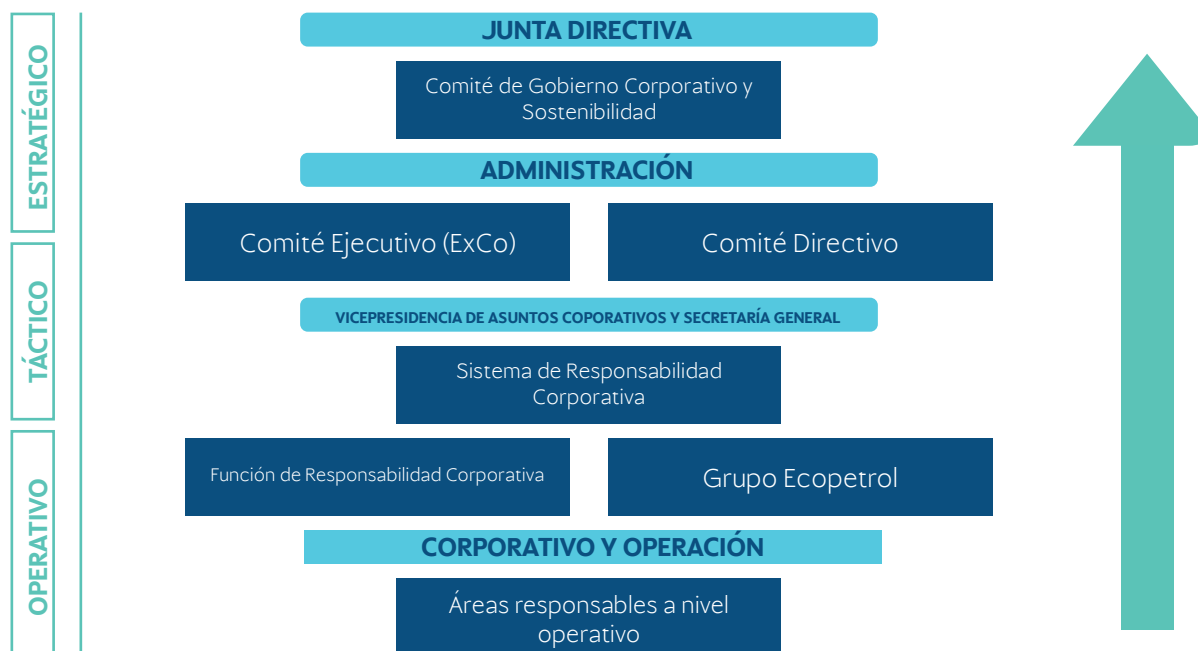 JUNTA DIRECTIVA
Comité de Gobierno Corporativo y
Sostenibilidad
ESTRATÉGICO
ADMINISTRACIÓN
Comité Ejecutivo (ExCo)
Comité Directivo
VICEPRESIDENCIA DE ASUNTOS COPORATIVOS Y SECRETARÍA GENERAL
TÁCTICO
Sistema de Responsabilidad
Corporativa
Función de Responsabilidad Corporativa
Grupo Ecopetrol
OPERATIVO
CORPORATIVO Y OPERACIÓN
Áreas responsables a nivel
operativo